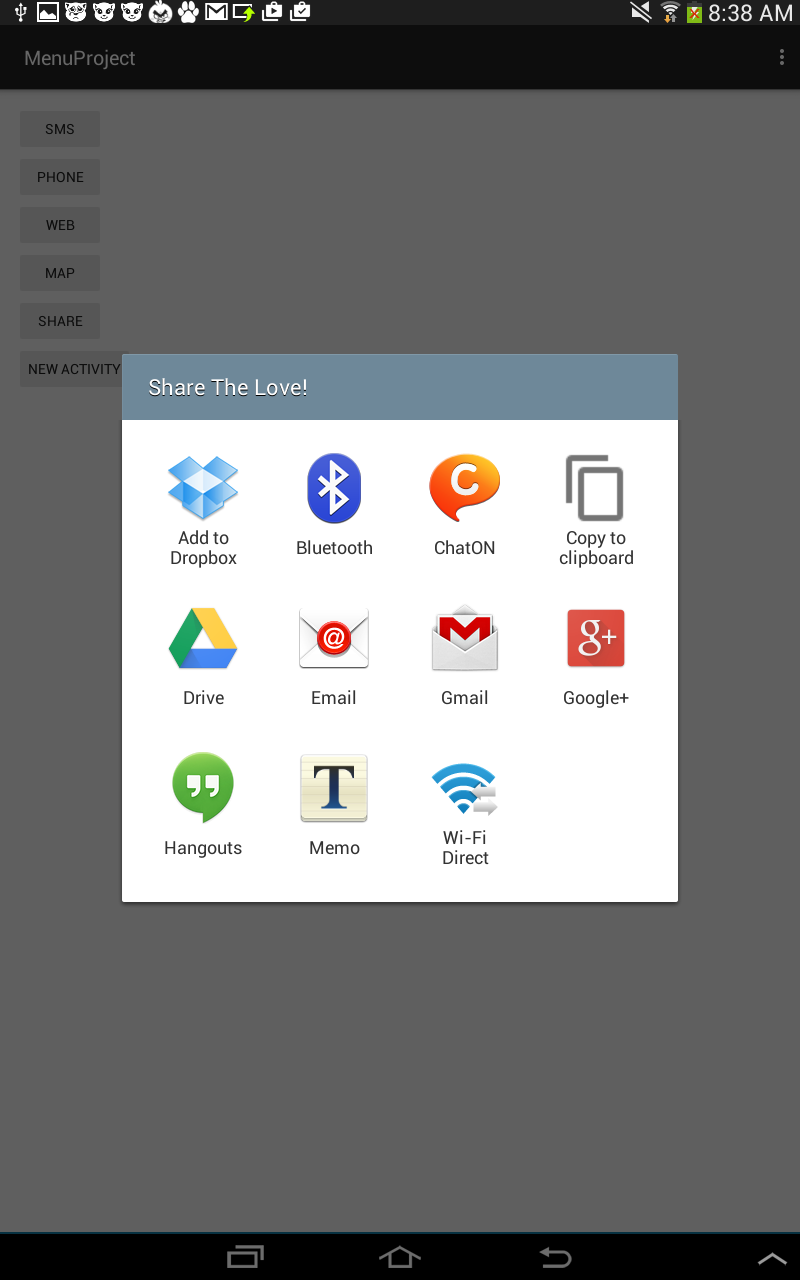 8:38 AM
MenuProject
SMS
PHONE
WEB
MAP
SHARE
NEW ACTIVITY
Share The Love!
C
Add to
Dropbox
Bluetooth
ChatON
Copy to
clipboard
@
g+
Drive
Email
Gmail
Google+
T
Hangouts
Memo
Wi-Fi
Direct